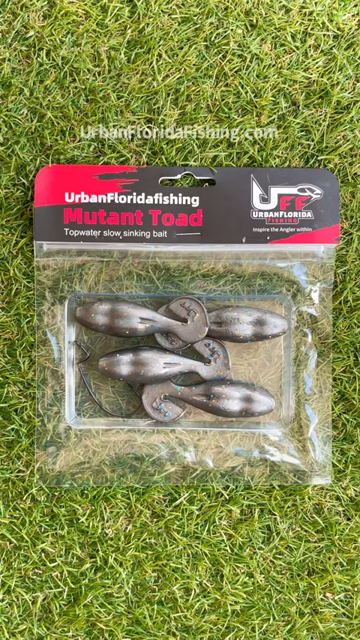 UrbanFloridaFishing.com
UrbanFloridafishing
Mutant Toad
Topwater slow sinking bait
UFF
URBANFLORIDA
FISHING
Inspire the Angler within